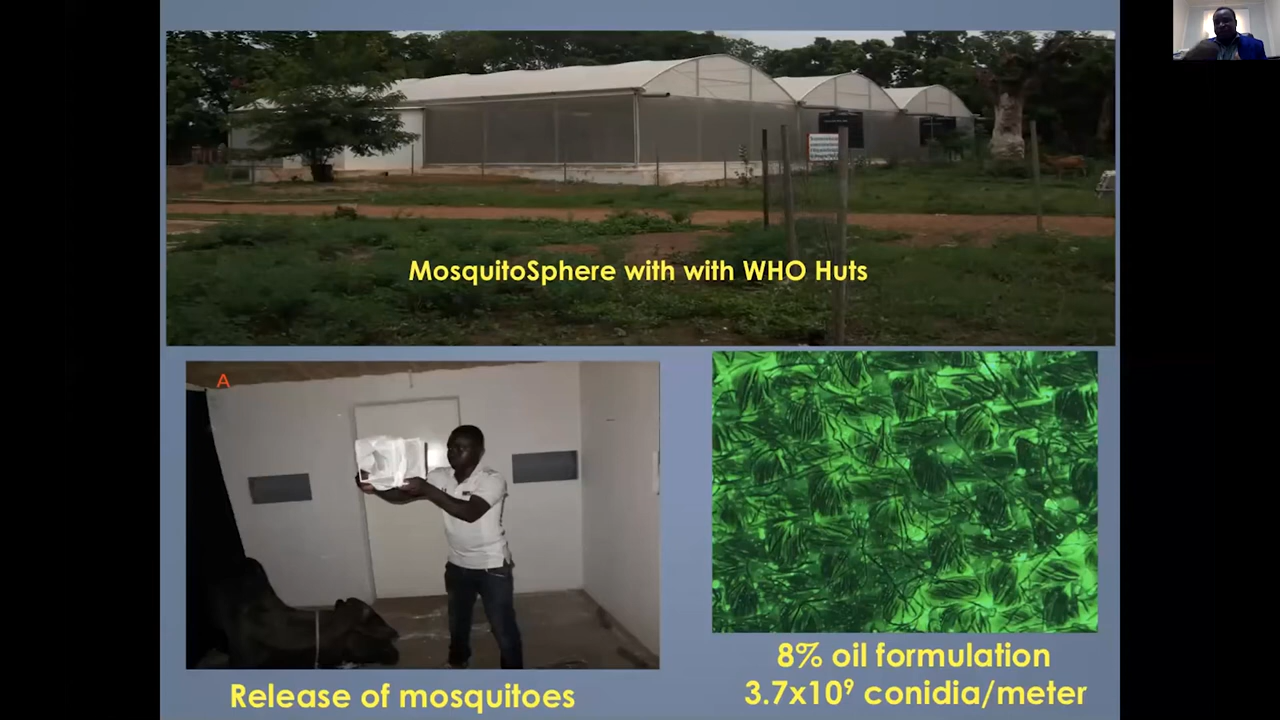 MosquitoSphere with with WHO Huts
A
Release of mosquitoes
8% oil formulation
3.7x10⁹ conidia/meter